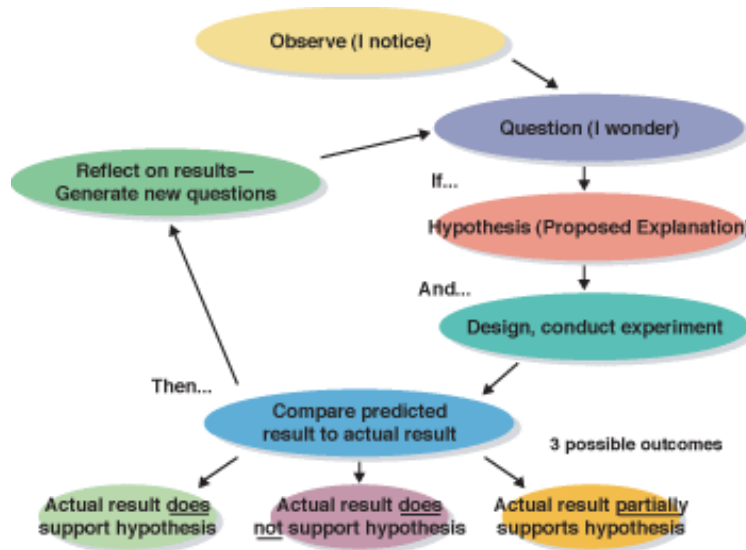 Observe (I notice)
Question (I wonder)
Reflect on results—
Generate new questions
If...
Hypothesis (Proposed Explanation)
And...
Design, conduct experiment
Then...
Compare predicted
result to actual result
3 possible outcomes
Actual result does
support hypothesis
Actual result does
not support hypothesis
Actual result partially
supports hypothesis